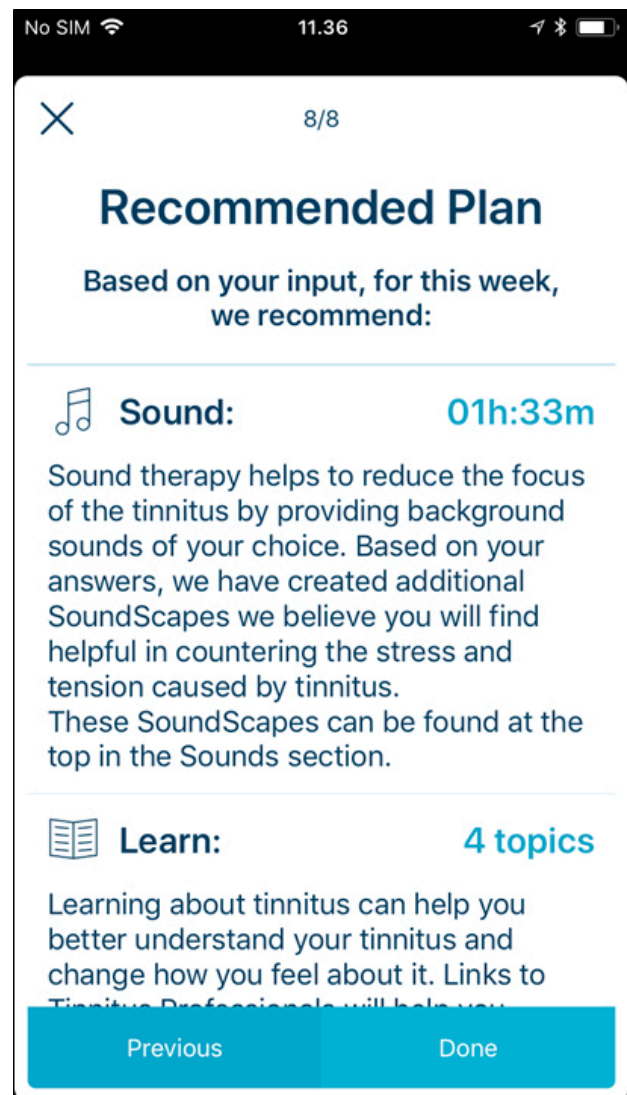 No SIM 11.36
8/8
Recommended Plan
Based on your input, for this week,
we recommend:
Sound: 01h:33m
Sound therapy helps to reduce the focus
of the tinnitus by providing background
sounds of your choice. Based on your
answers, we have created additional
SoundScapes we believe you will find
helpful in countering the stress and
tension caused by tinnitus.
These SoundScapes can be found at the
top in the Sounds section.
Learn: 4 topics
Learning about tinnitus can help you
better understand your tinnitus and
change how you feel about it. Links to
Tinnitus Professionals will help you
Previous Done